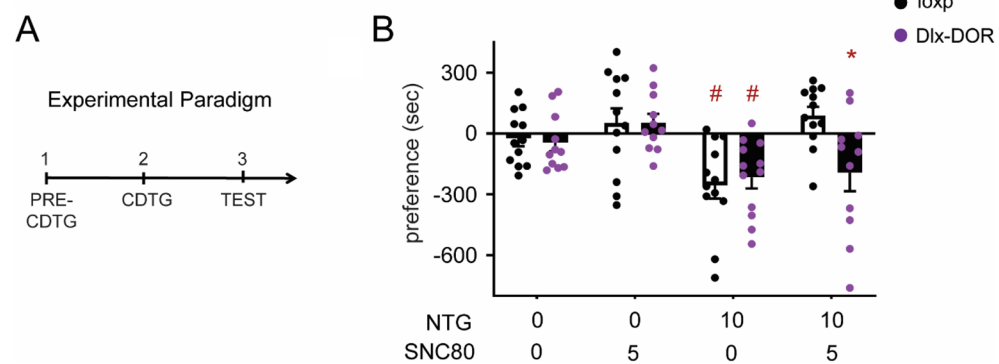 A
Experimental Paradigm
1 2 3
PRE-
CDTG
CDTG
TEST
B
loxp
Dlx-DOR
preference (sec)
300
0
-300
-600
# # *
NTG 0 0 10 10
SNC80 0 5 0 5